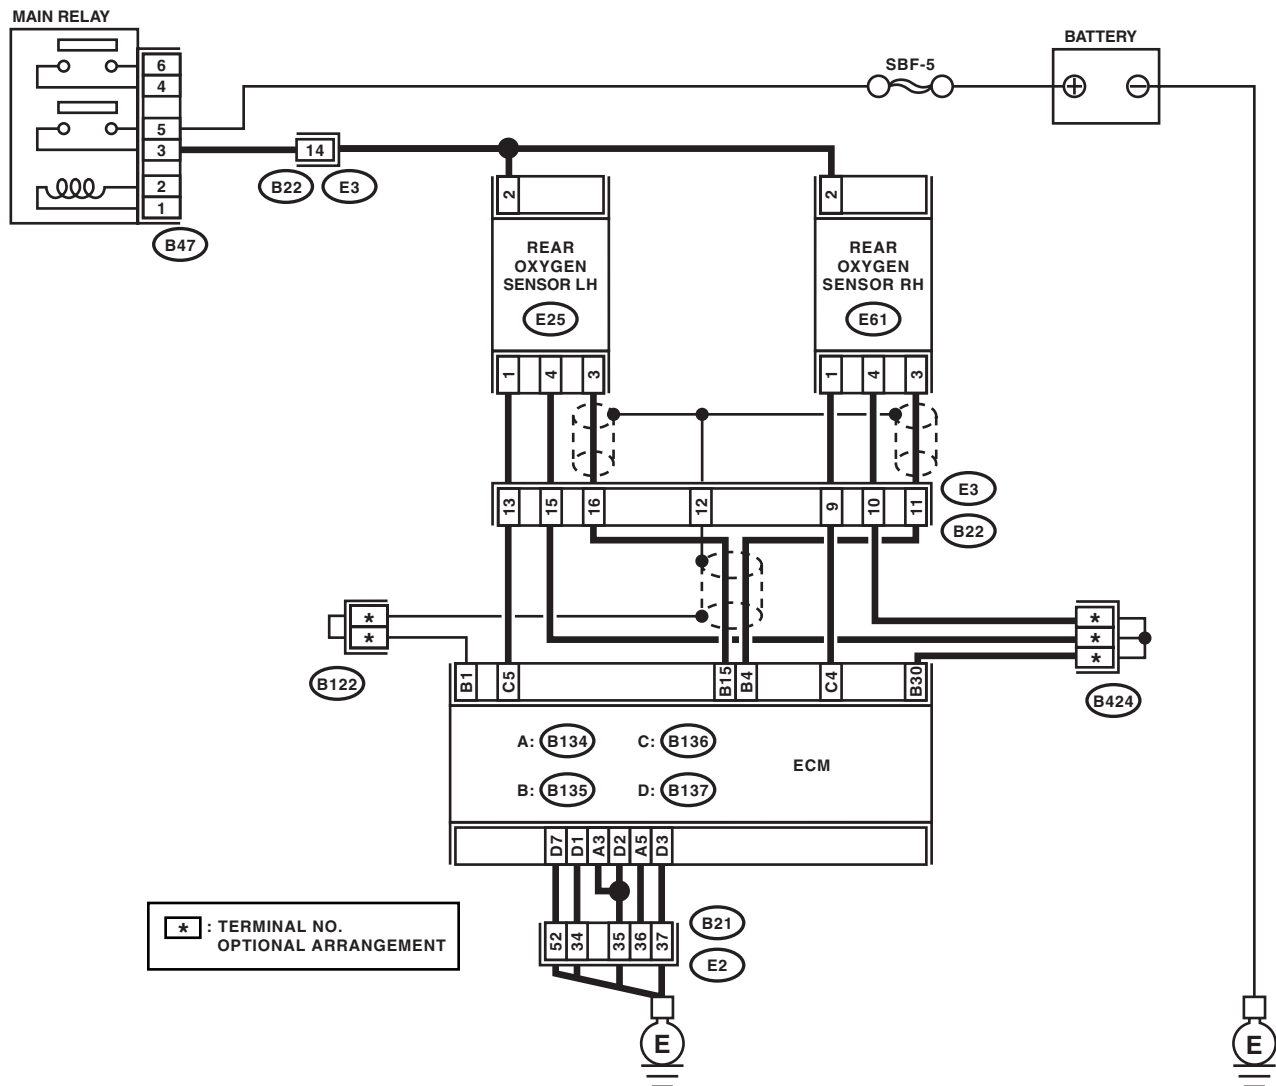 MAIN RELAY
BATTERY
SBF-5
6
4
5
3
2
1
B47
14
B22
E3
2
2
REAR
OXYGEN
SENSOR LH
E25
REAR
OXYGEN
SENSOR RH
E61
1
4
3
1
4
3
13
15
16
12
9
10
11
E3
B22
*
*
B122
*
*
*
B424
B1
C5
B15
B4
C4
B30
A: B134
C: B136
B: B135
D: B137
ECM
D7
D1
A3
D2
A5
D3
52
34
35
36
37
B21
E2
* : TERMINAL NO.
OPTIONAL ARRANGEMENT
E
E